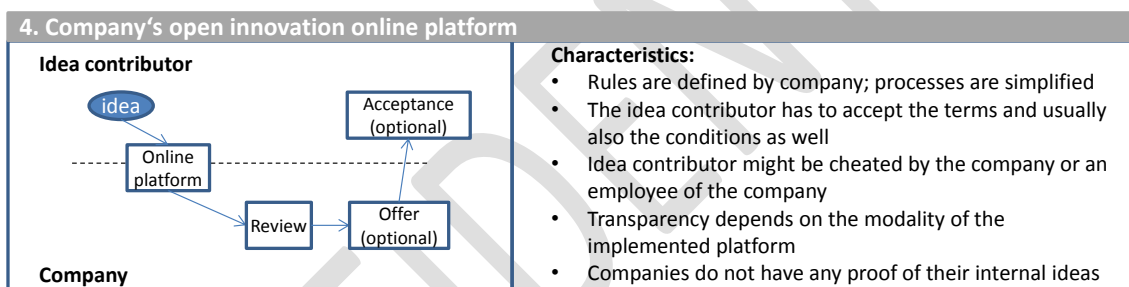 4. Company‘s open innovation online platform
Idea contributor
idea
Acceptance
(optional)
Online
platform
Review
Offer
(optional)
Company
Characteristics:
• Rules are defined by company; processes are simplified
• The idea contributor has to accept the terms and usually
also the conditions as well
• Idea contributor might be cheated by the company or an
employee of the company
• Transparency depends on the modality of the
implemented platform
• Companies do not have any proof of their internal ideas